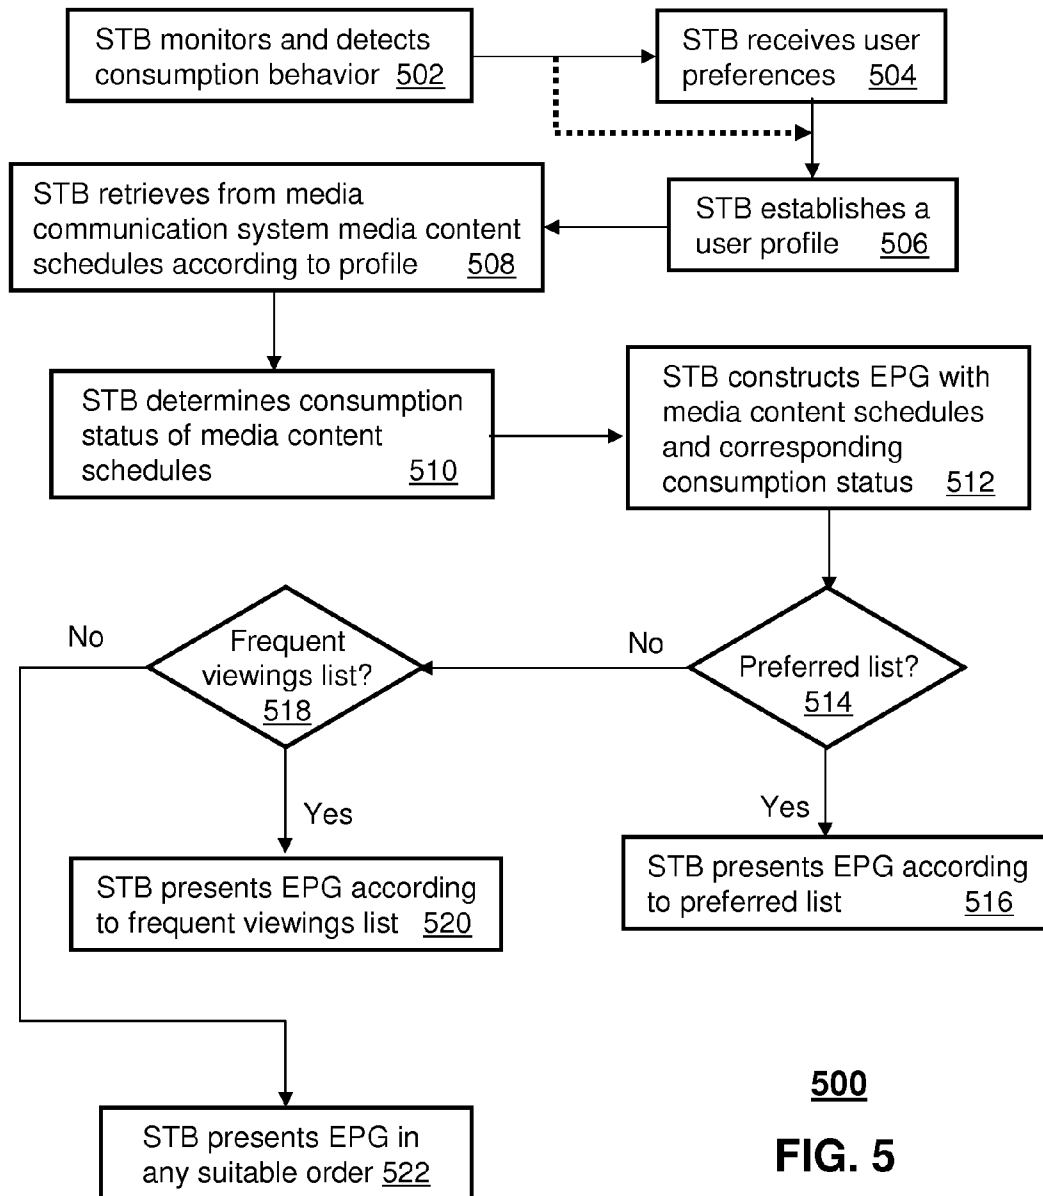 STB monitors and detects
consumption behavior 502
STB receives user
preferences 504
STB establishes a
user profile 506
STB retrieves from media
communication system media content
schedules according to profile 508
STB determines consumption
status of media content
schedules 510
STB constructs EPG with
media content schedules
and corresponding
consumption status 512
Preferred list?
514
No
Yes
STB presents EPG according
to preferred list 516
Frequent
viewings list?
518
No
Yes
STB presents EPG according
to frequent viewings list 520
STB presents EPG in
any suitable order 522
500
FIG. 5